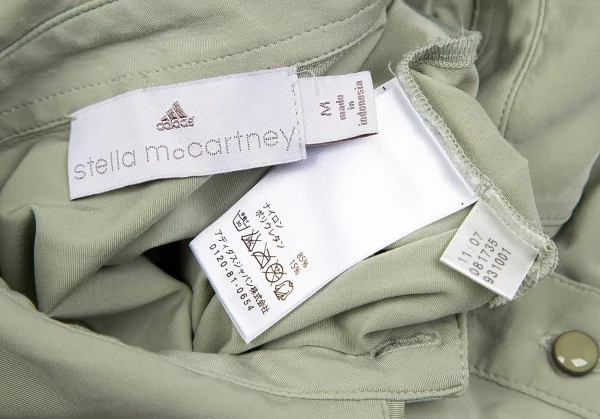 adidas
stella mccartney
M
made
in
indonesia
ナイロン 85%
ポリウレタン 15%
アディダスジャパン株式会社
0120-81-0654
11 07
081735
931001